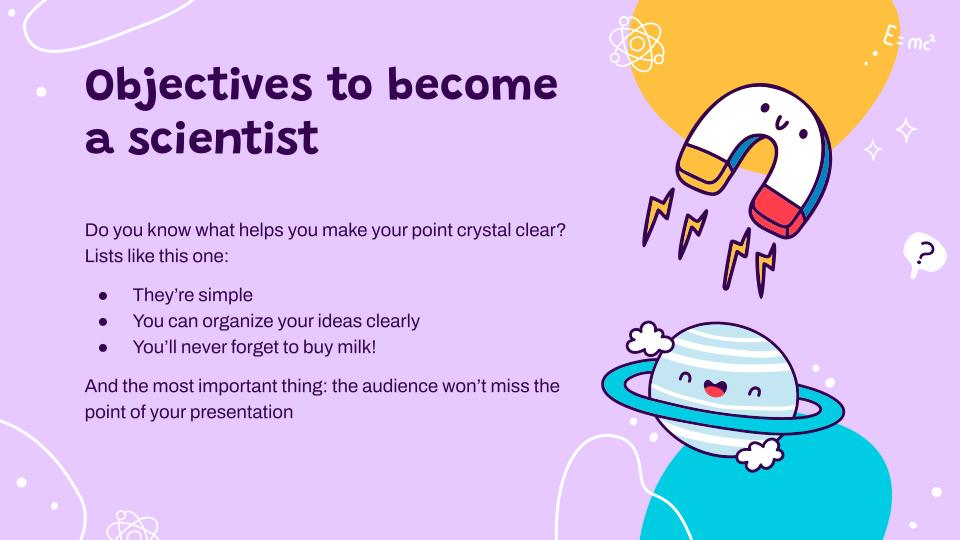 Objectives to become
a scientist
Do you know what helps you make your point crystal clear?
Lists like this one:
● They’re simple
● You can organize your ideas clearly
● You’ll never forget to buy milk!
And the most important thing: the audience won’t miss the
point of your presentation
E=mc²
?